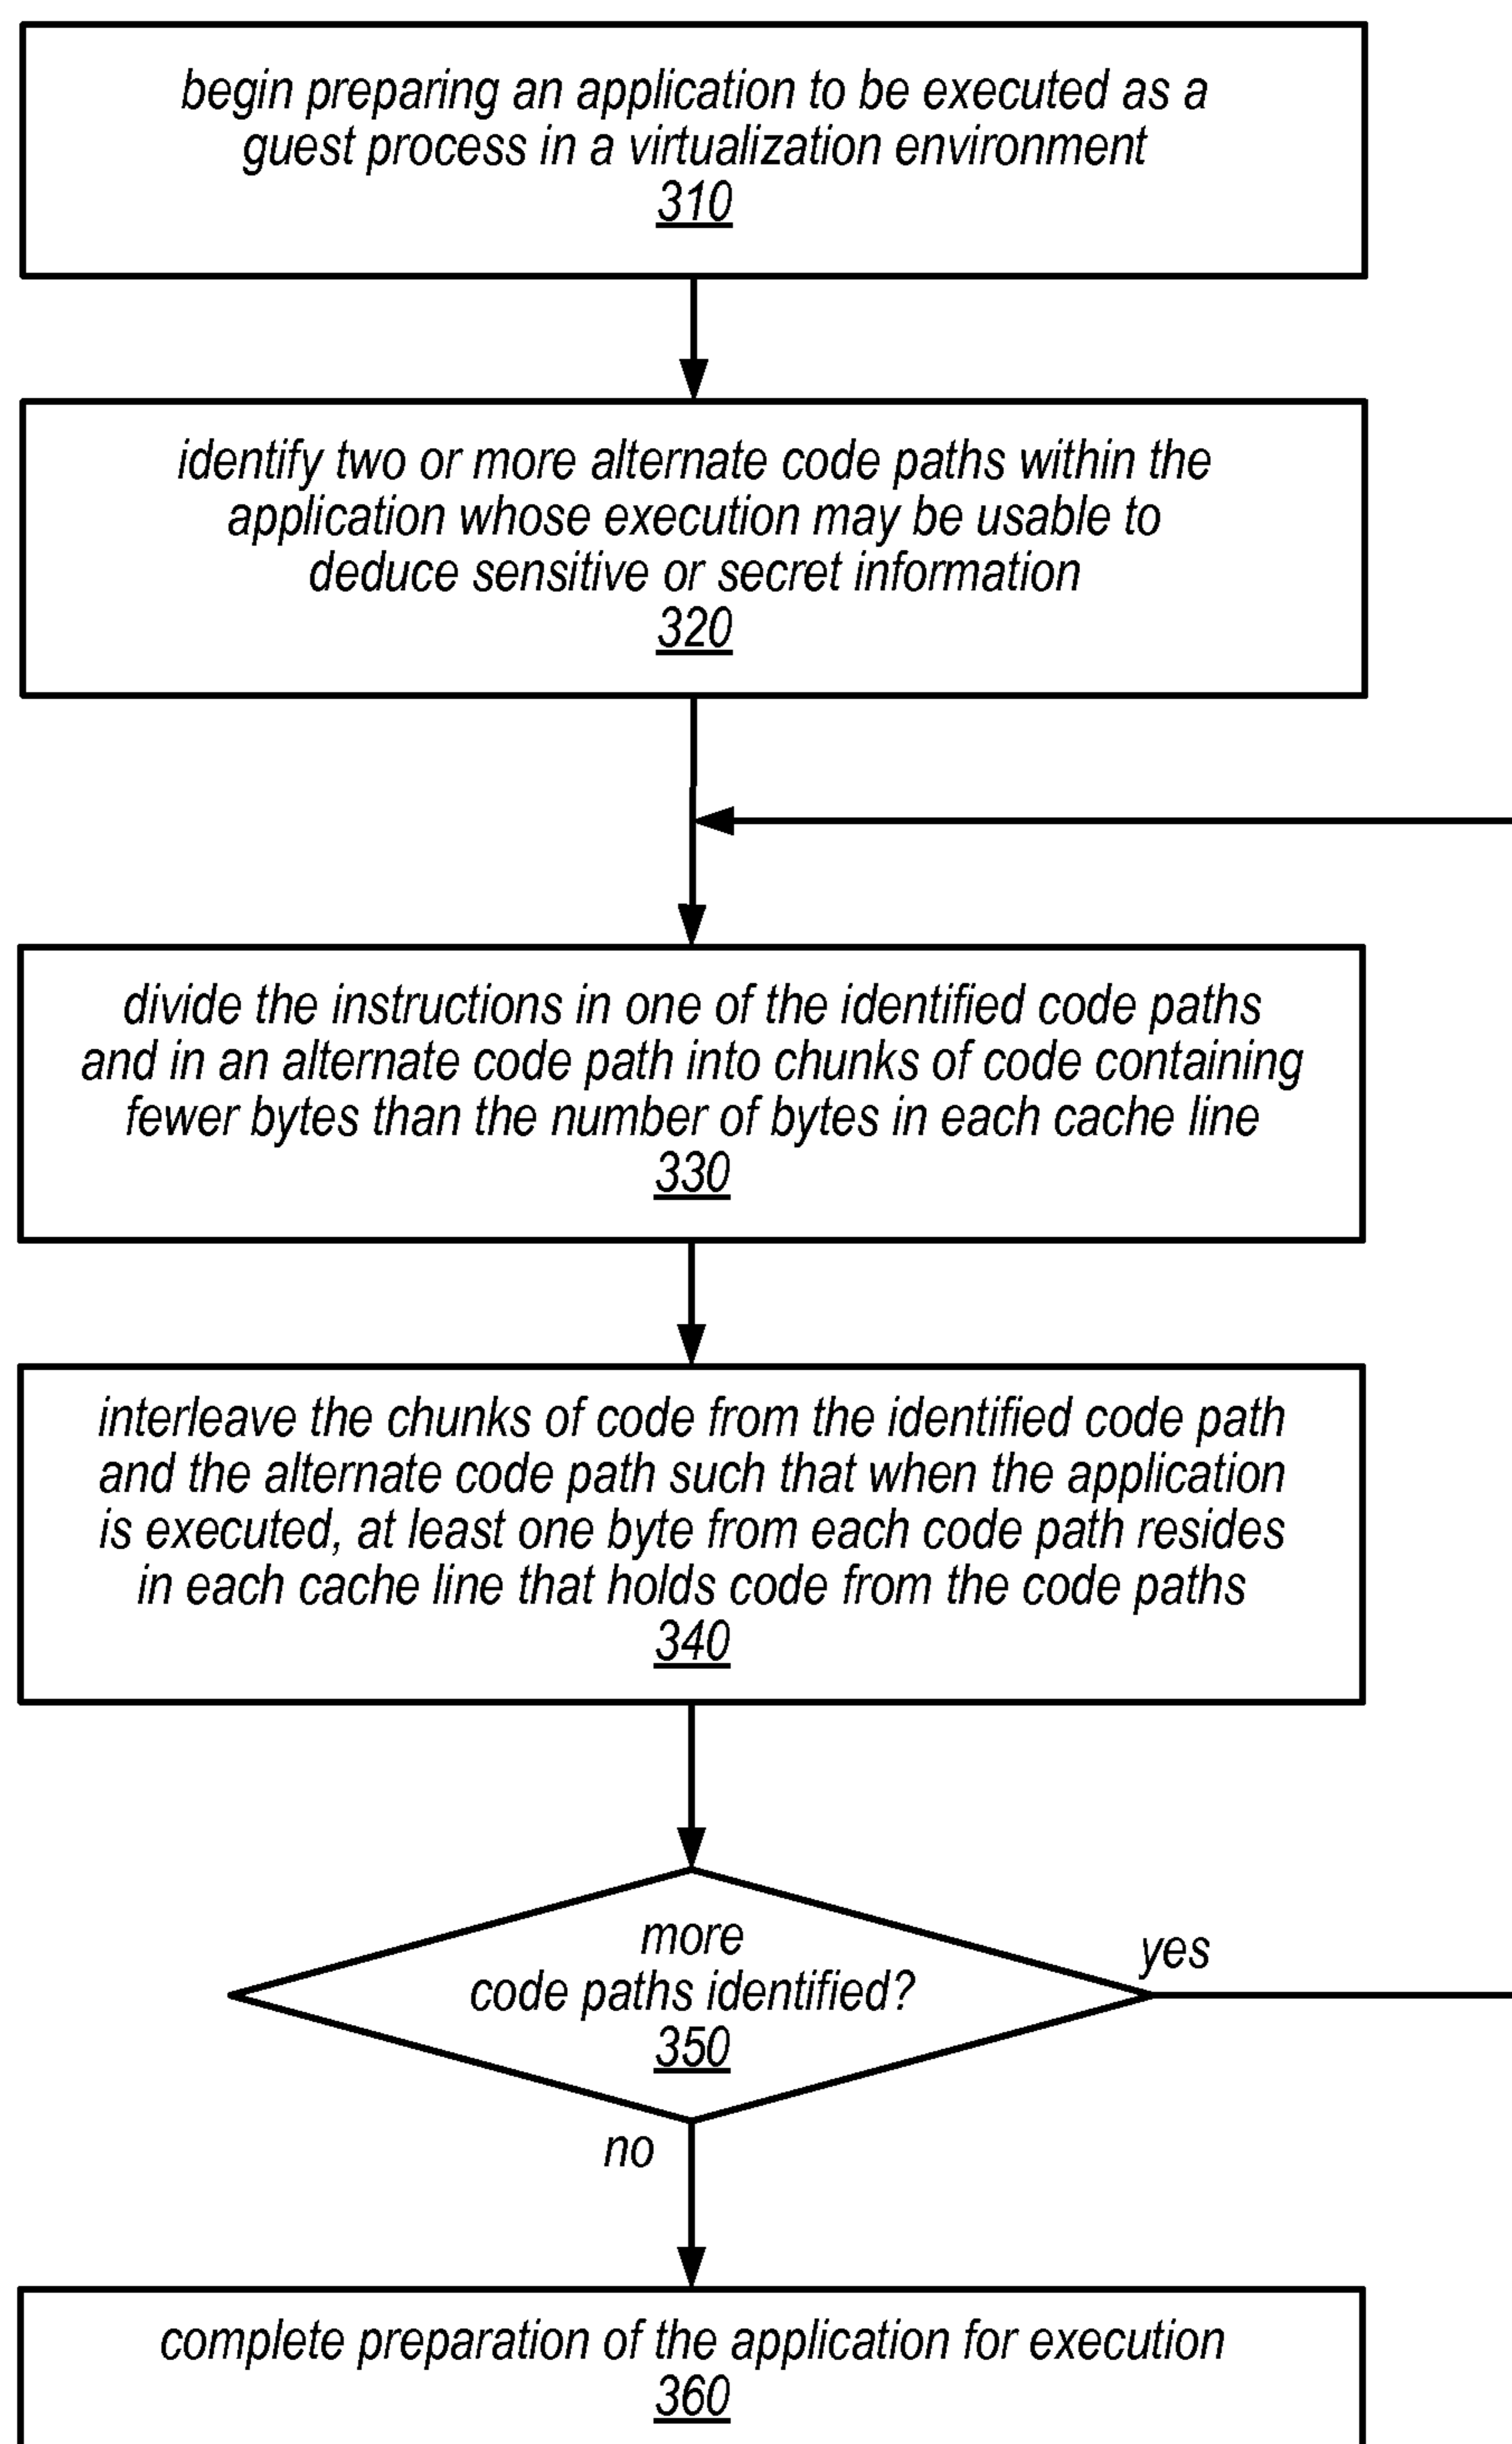 begin preparing an application to be executed as a
guest process in a virtualization environment
310
identify two or more alternate code paths within the
application whose execution may be usable to
deduce sensitive or secret information
320
divide the instructions in one of the identified code paths
and in an alternate code path into chunks of code containing
fewer bytes than the number of bytes in each cache line
330
interleave the chunks of code from the identified code path
and the alternate code path such that when the application
is executed, at least one byte from each code path resides
in each cache line that holds code from the code paths
340
more
code paths identified?
350
yes
no
complete preparation of the application for execution
360